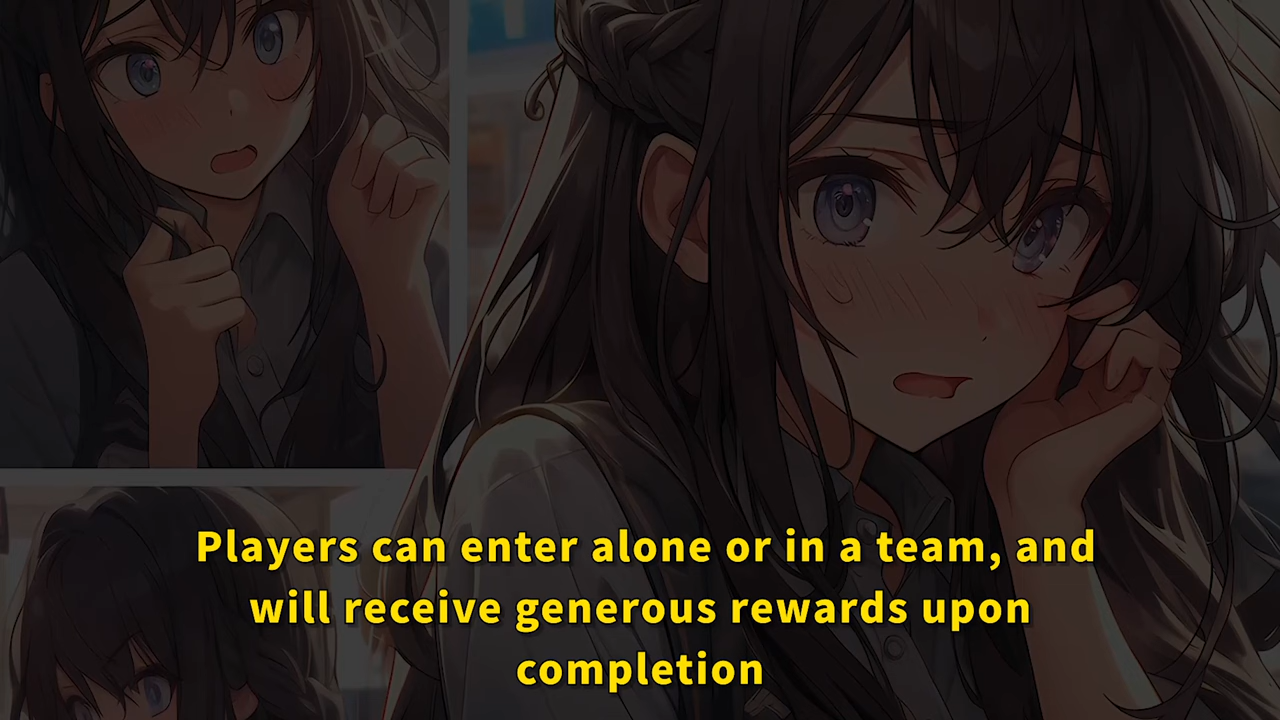 Players can enter alone or in a team, and
will receive generous rewards upon
completion